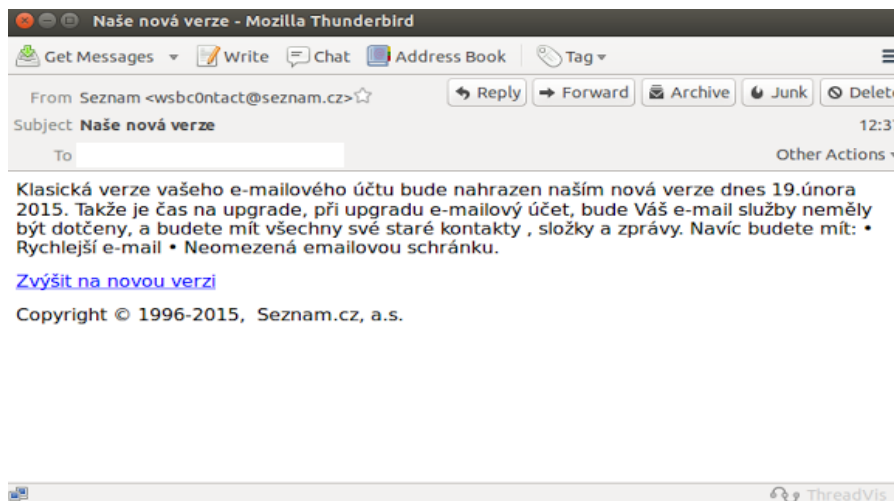 Naše nová verze - Mozilla Thunderbird
Get Messages Write Chat Address Book Tag
From Seznam <wsbc0ntact@seznam.cz> Reply Forward Archive Junk Delete
Subject Naše nová verze 12:37
To Other Actions
Klasická verze vašeho e-mailového účtu bude nahrazen naším nová verze dnes 19.února
2015. Takže je čas na upgrade, při upgradu e-mailový účet, bude Váš e-mail služby neměly
být dotčeny, a budete mít všechny své staré kontakty , složky a zprávy. Navíc budete mít: •
Rychlejší e-mail • Neomezená emailovou schránku.
Zvýšit na novou verzi
Copyright © 1996-2015, Seznam.cz, a.s.
ThreadVis